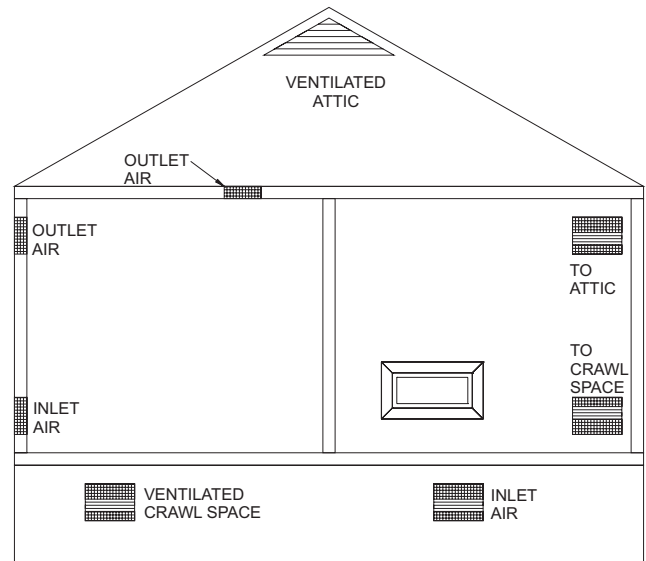 VENTILATED
ATTIC
OUTLET
AIR
OUTLET
AIR
TO
ATTIC
TO
CRAWL
SPACE
INLET
AIR
VENTILATED
CRAWL SPACE
INLET
AIR